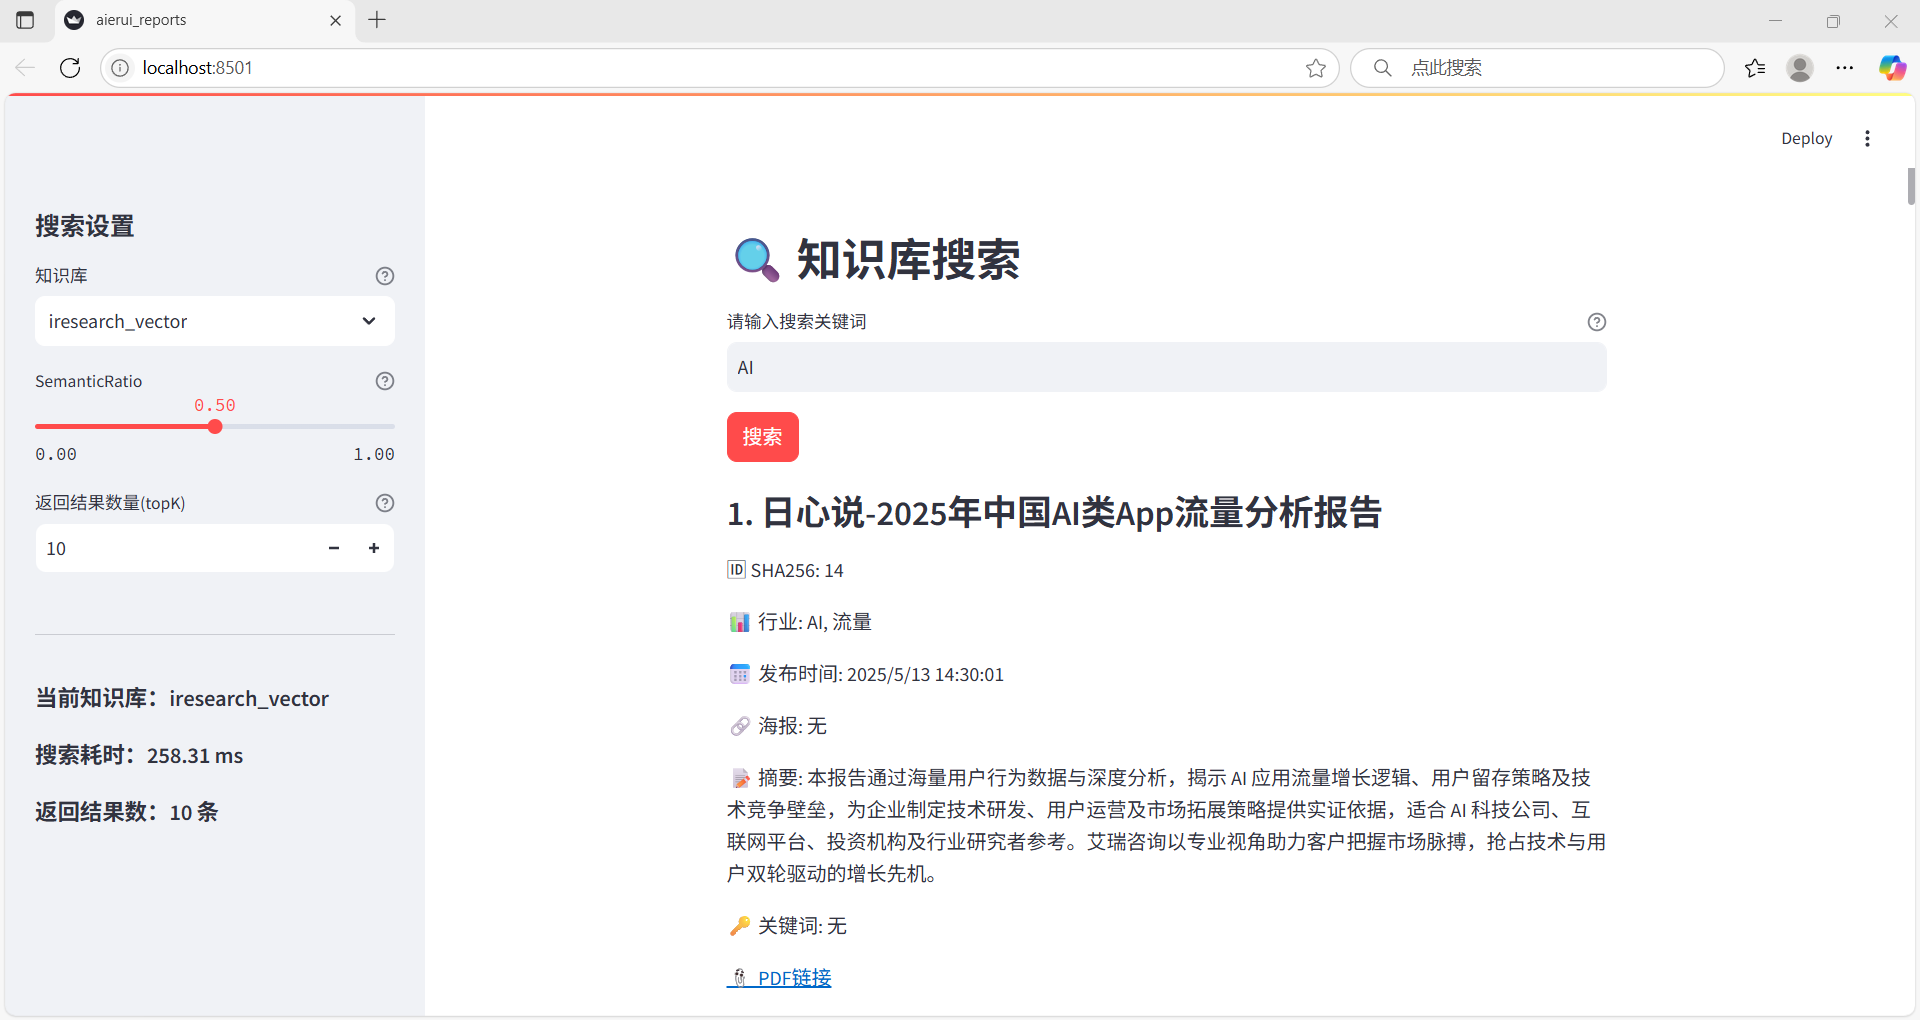 aierui_reports
localhost:8501
点此搜索
Deploy
搜索设置
知识库
iresearch_vector
SemanticRatio
0.50
0.00
1.00
返回结果数量(topK)
10
当前知识库：iresearch_vector
搜索耗时：258.31 ms
返回结果数：10 条
知识库搜索
请输入搜索关键词
AI
搜索
1. 日心说-2025年中国AI类App流量分析报告
🆔 SHA256: 14
📊 行业: AI, 流量
📅 发布时间: 2025/5/13 14:30:01
🔗 海报: 无
📝 摘要: 本报告通过海量用户行为数据与深度分析，揭示 AI 应用流量增长逻辑、用户留存策略及技
术竞争壁垒，为企业制定技术研发、用户运营及市场拓展策略提供实证依据，适合 AI 科技公司、互
联网平台、投资机构及行业研究者参考。艾瑞咨询以专业视角助力客户把握市场脉搏，抢占技术与用
户双轮驱动的增长先机。
🔑 关键词: 无
PDF链接